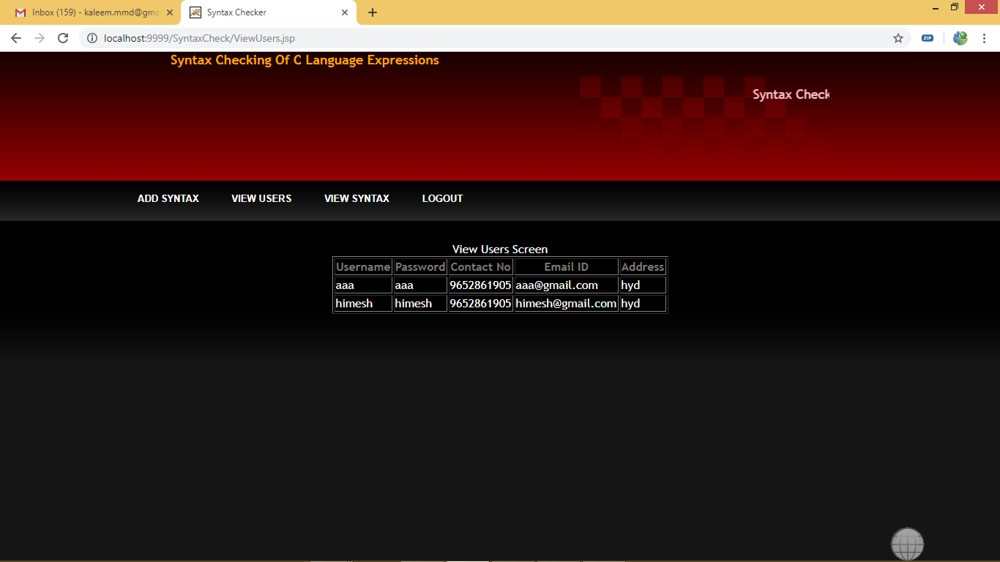 Inbox (159) - kaleem.mmd@gma
Syntax Checker
localhost:9999/SyntaxCheck/ViewUsers.jsp
ZIP
Syntax Checking Of C Language Expressions
Syntax Check
ADD SYNTAX VIEW USERS VIEW SYNTAX LOGOUT
View Users Screen
Username Password Contact No Email ID Address
aaa aaa 9652861905 aaa@gmail.com hyd
himesh himesh 9652861905 himesh@gmail.com hyd